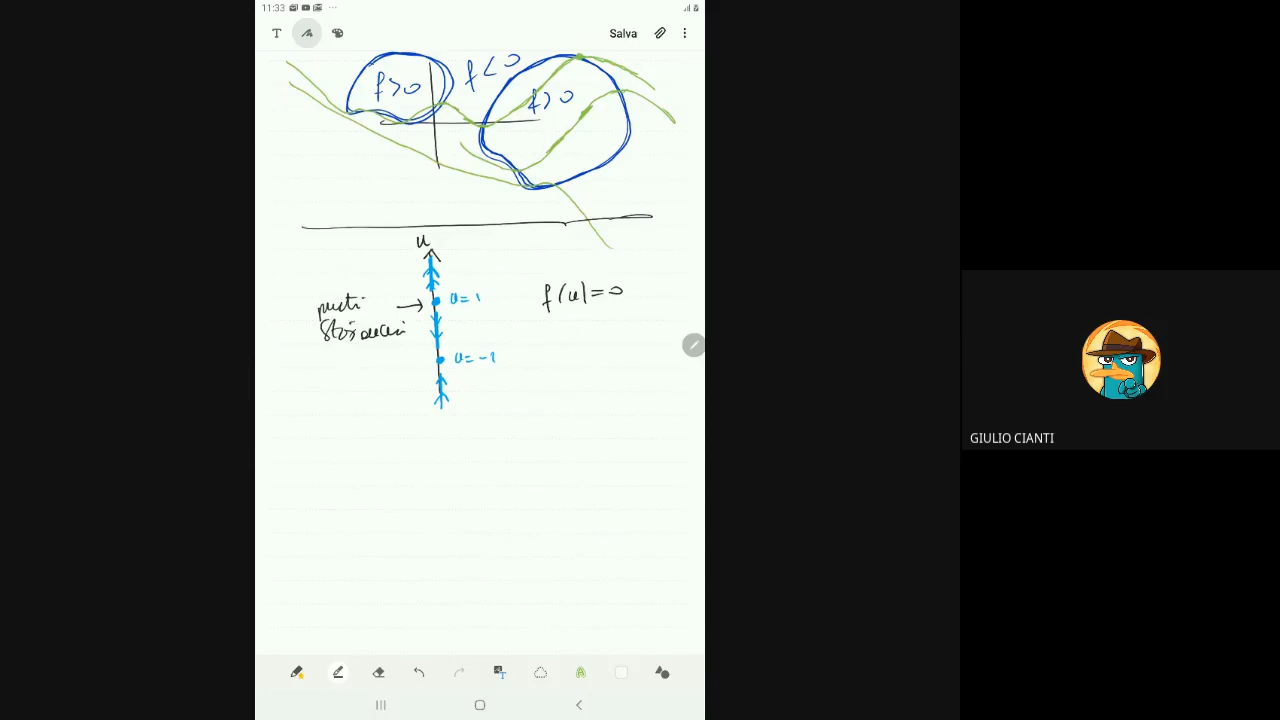 11:33
T
Salva
f>0
f<0
f>0
u
u=1
f(u)=0
punti
stazionari
u=-1
GIULIO CIANTI